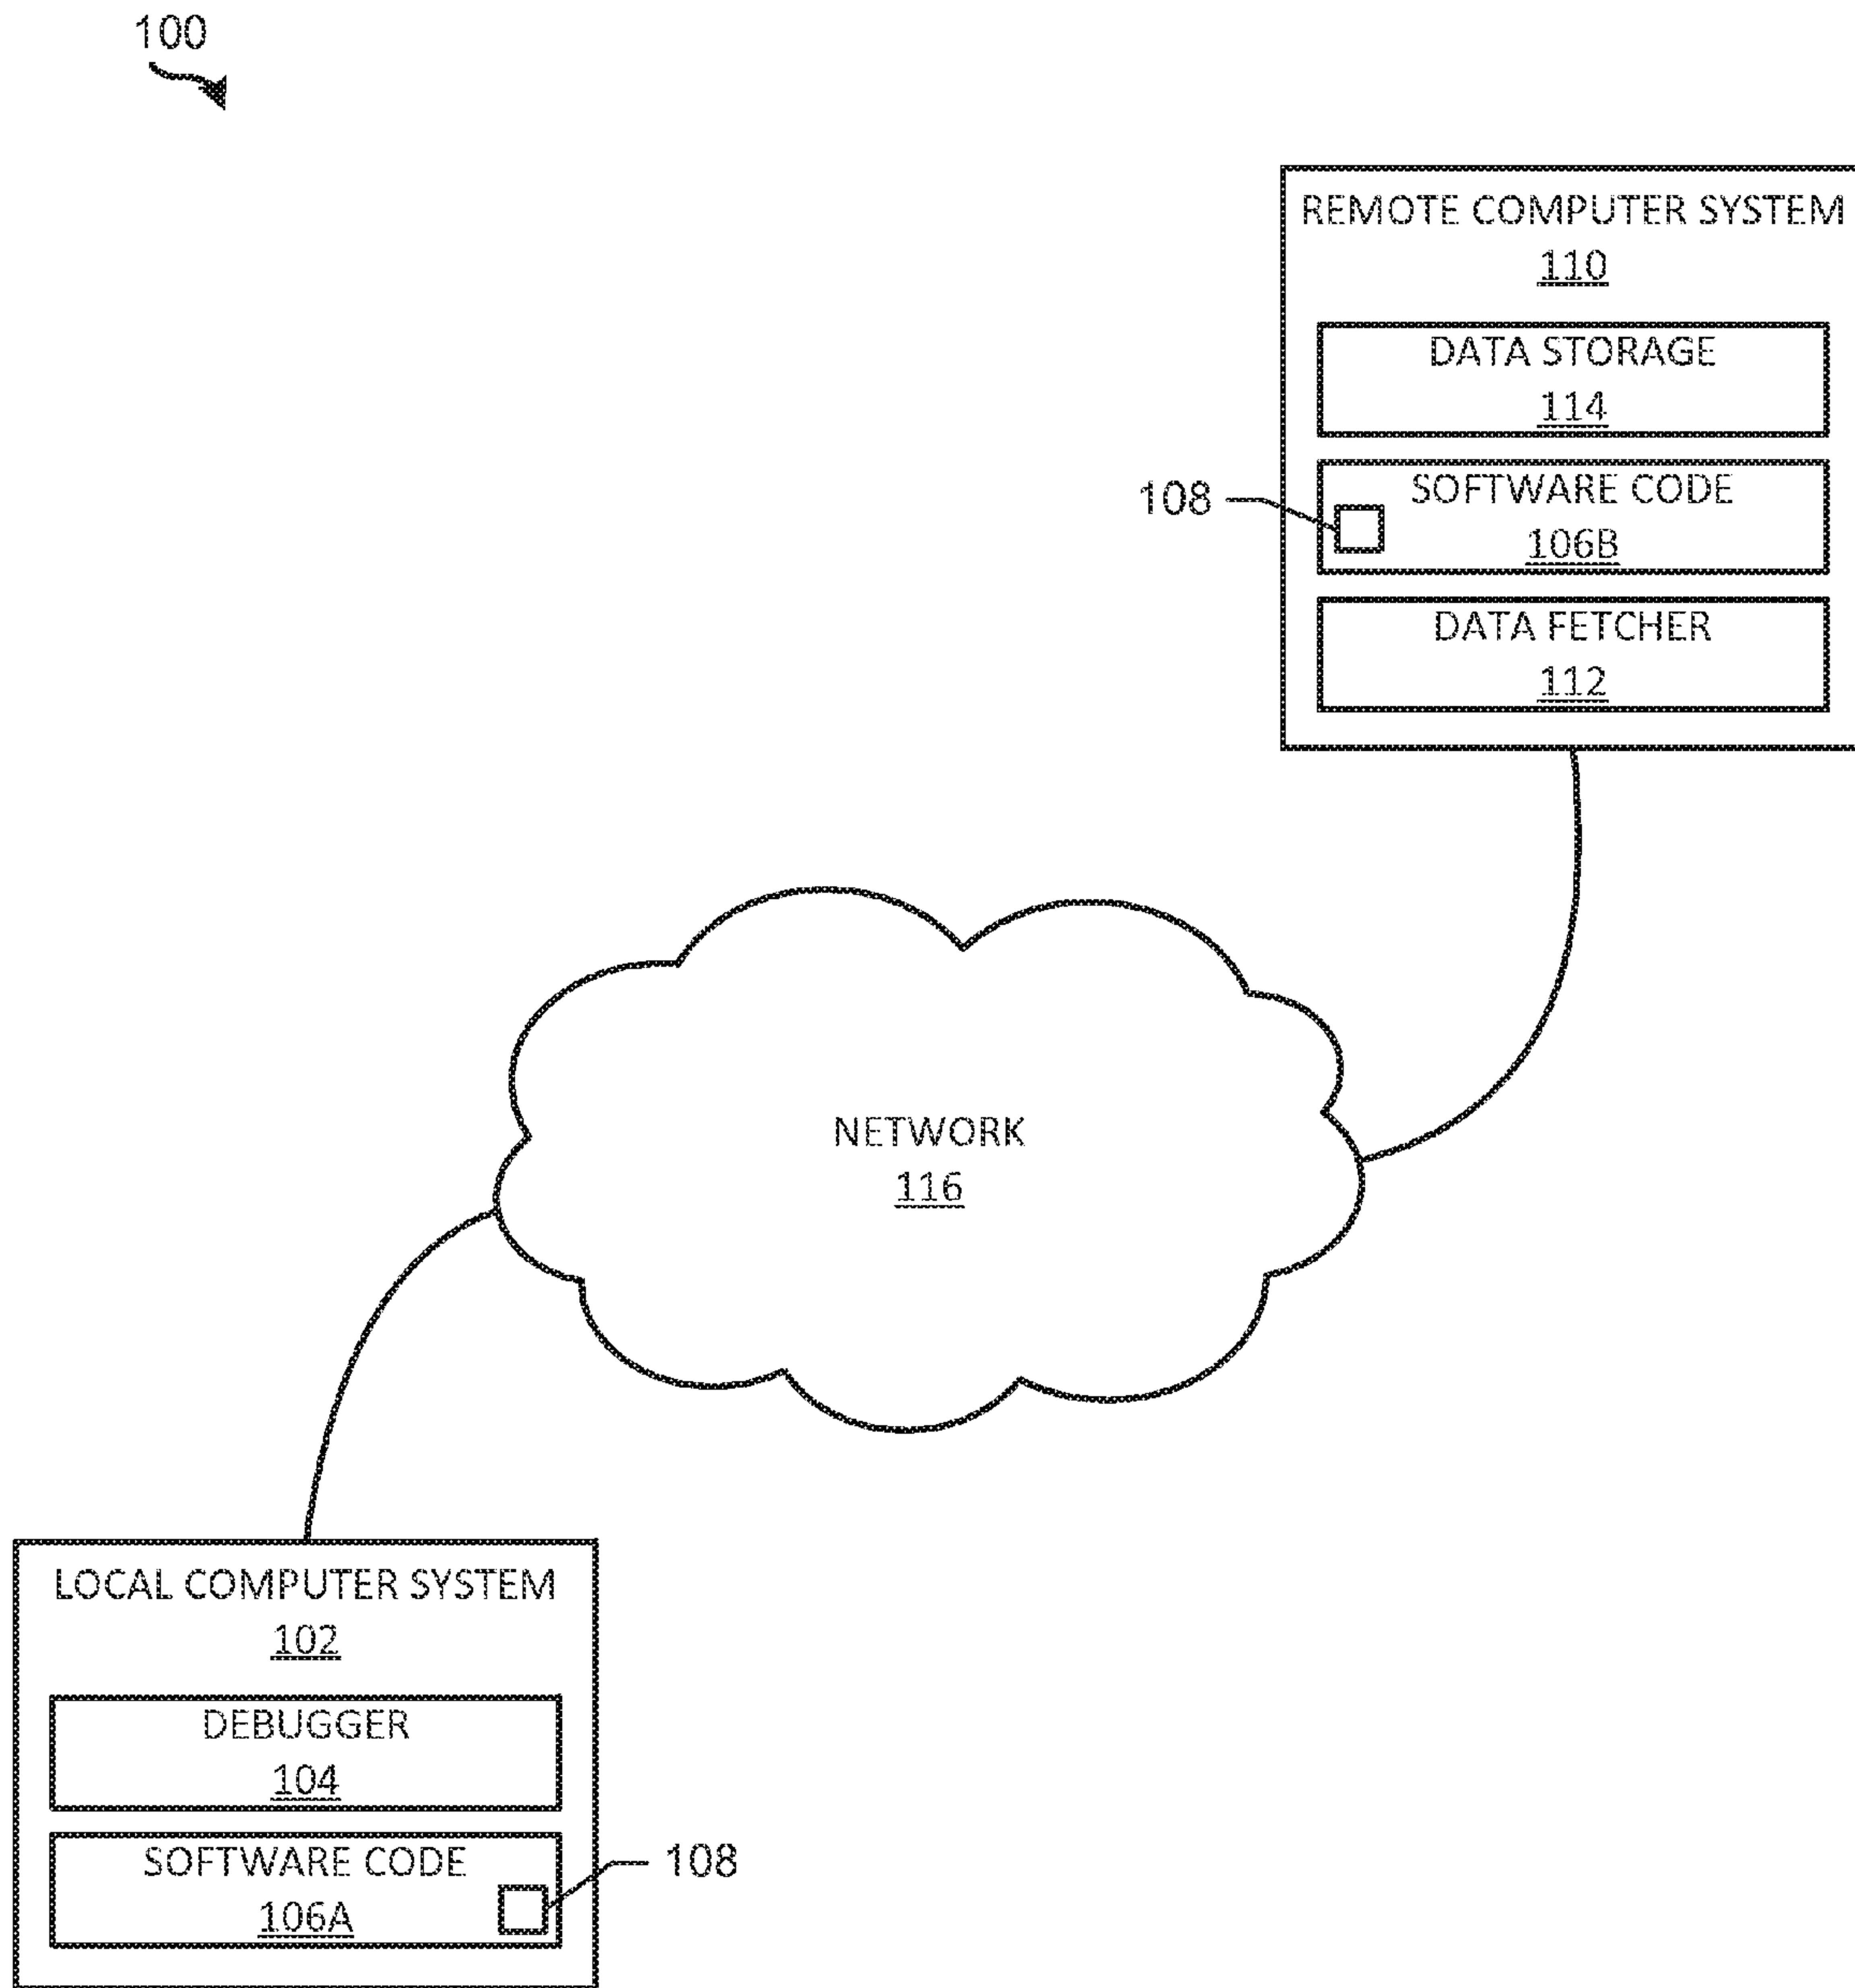 100
REMOTE COMPUTER SYSTEM
110
DATA STORAGE
114
108
SOFTWARE CODE
106B
DATA FETCHER
112
NETWORK
116
LOCAL COMPUTER SYSTEM
102
DEBUGGER
104
SOFTWARE CODE
106A
108